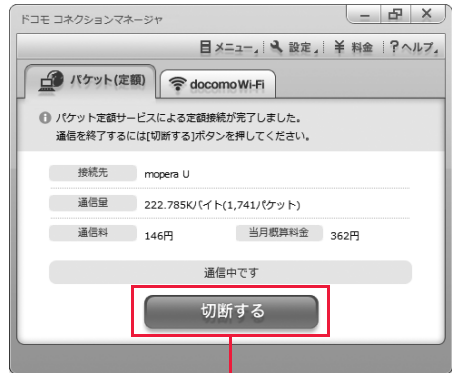 ドコモ コネクションマネージャ
メニュー 設定 ¥ 料金 ?ヘルプ
パケット(定額) docomo Wi-Fi
パケット定額サービスによる定額接続が完了しました。
通信を終了するには[切断する]ボタンを押してください。
接続先 mopera U
通信量 222.785Kバイト(1,741パケット)
通信料 146円 当月概算料金 362円
通信中です
切断する